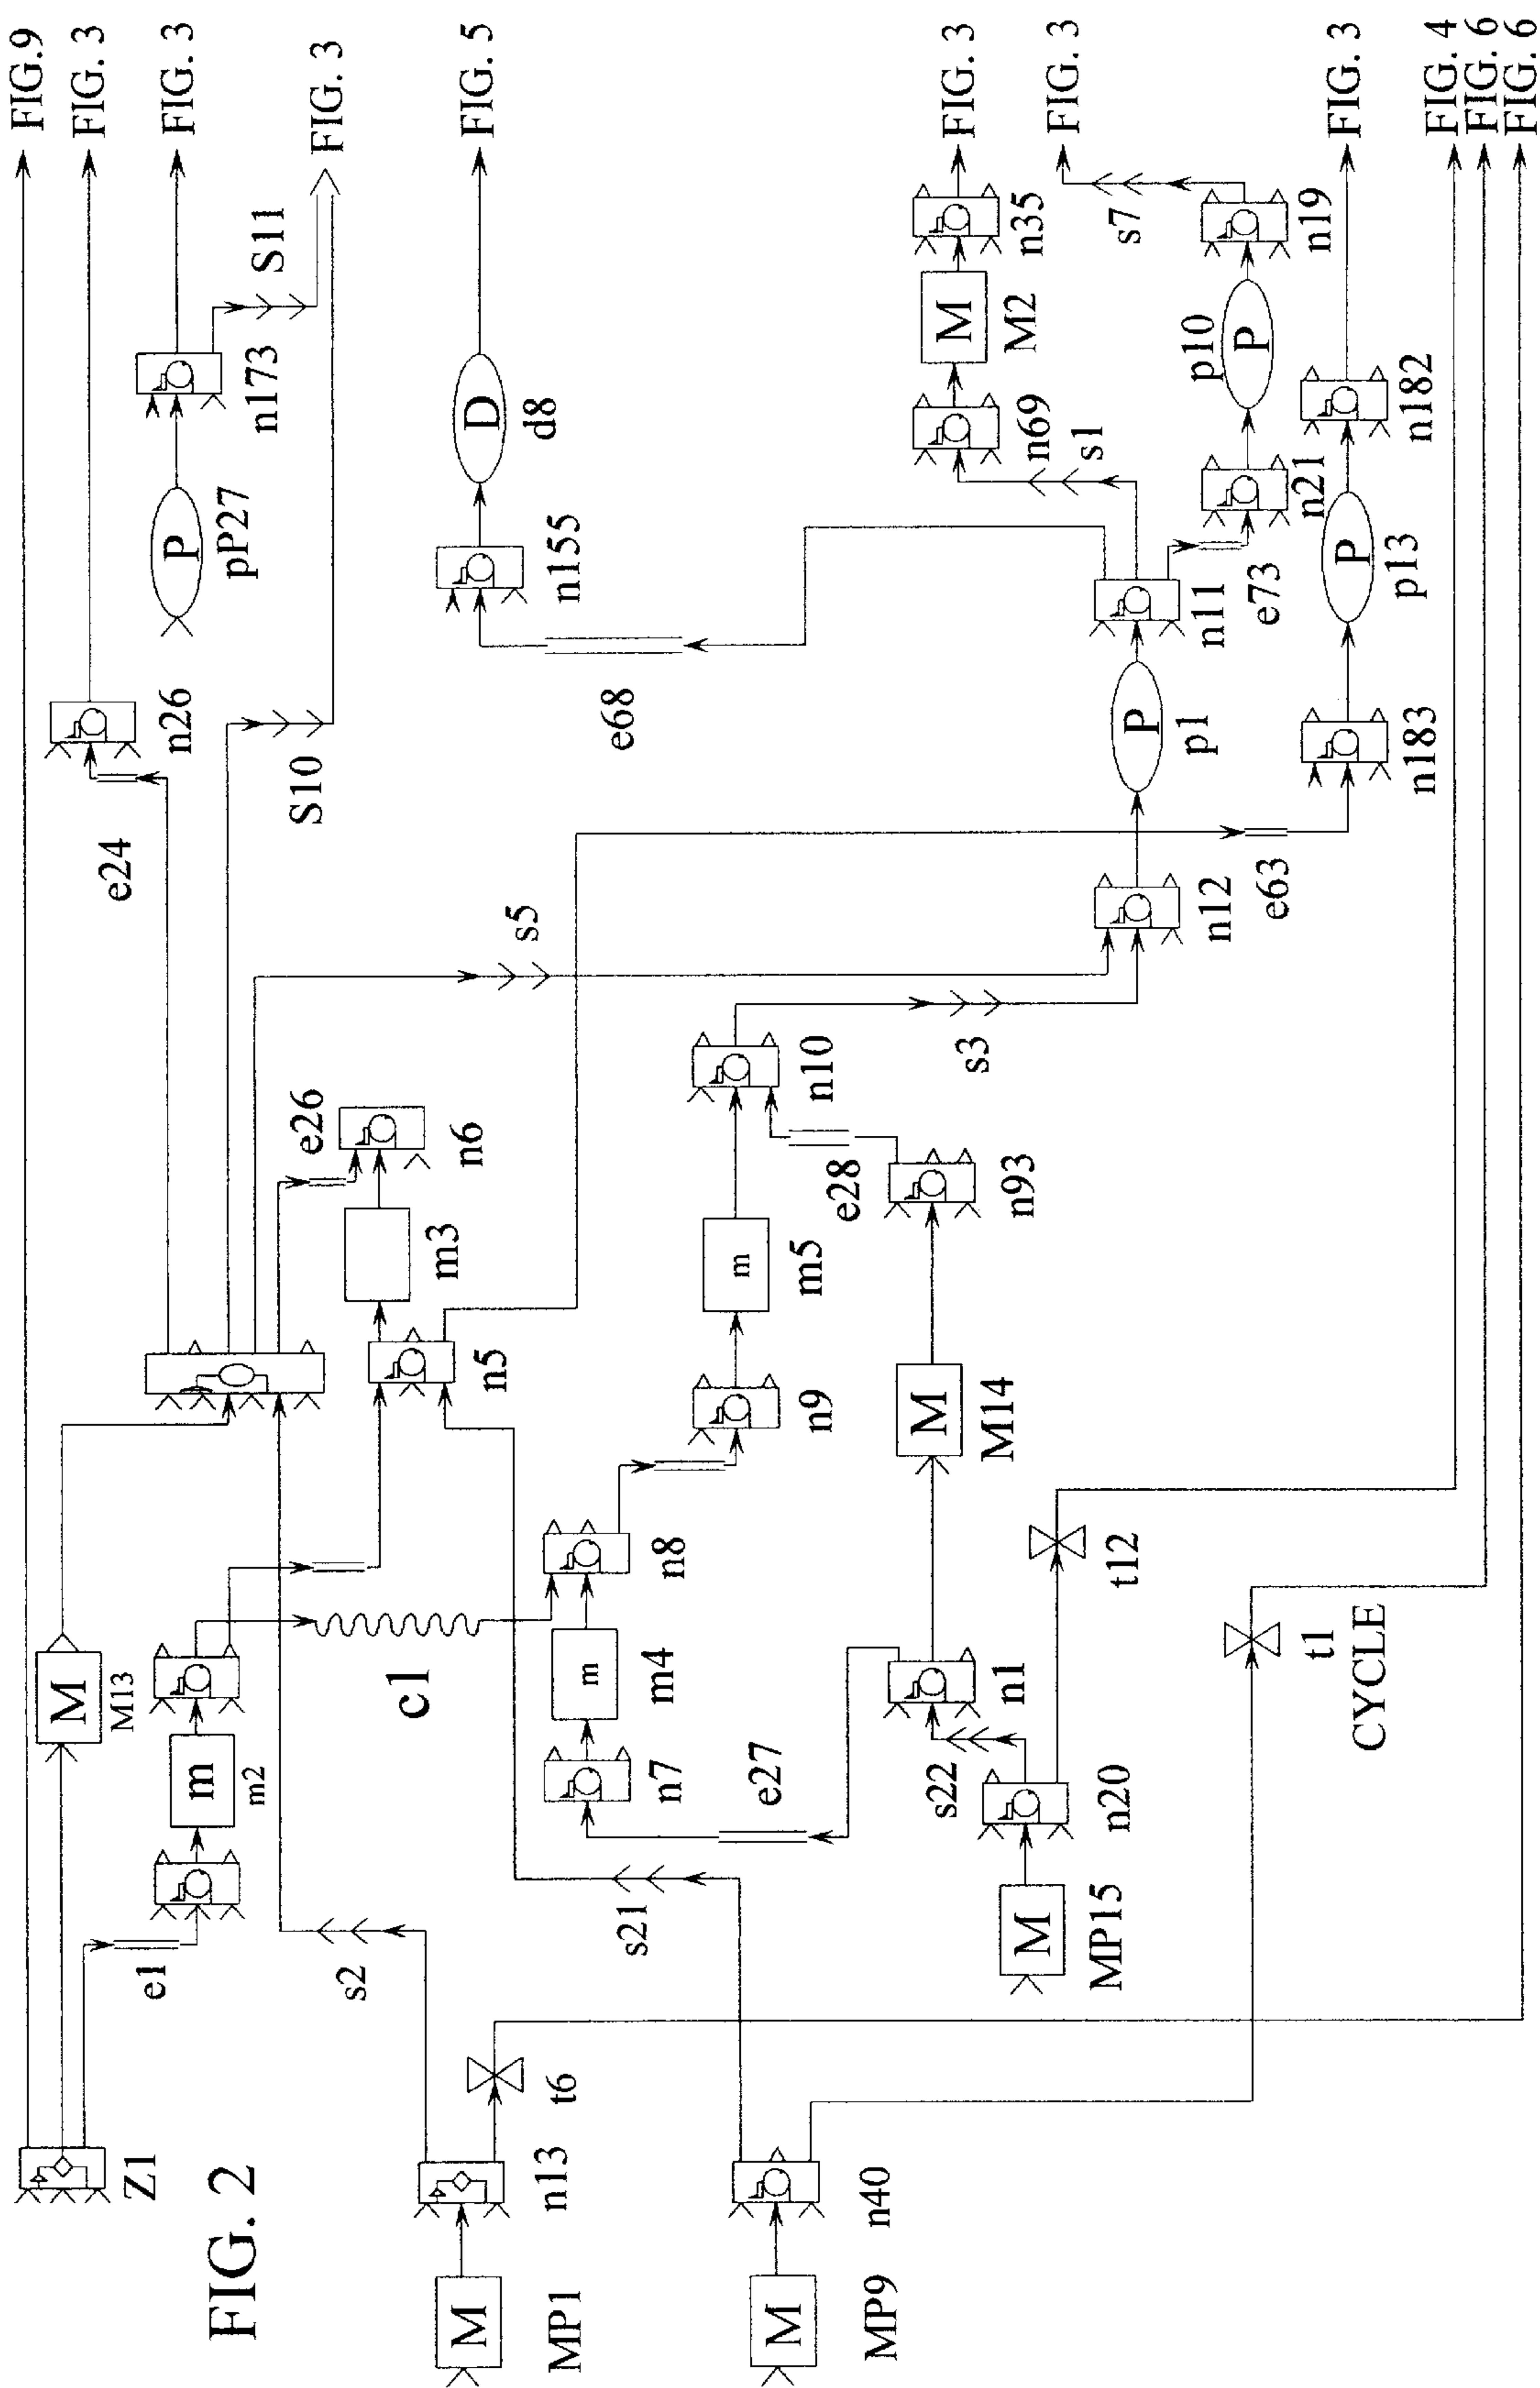 FIG.9
FIG. 3
FIG. 3
FIG. 3
FIG. 5
FIG. 3
FIG. 3
FIG. 3
FIG. 4
FIG. 6
FIG. 6
S11
n173
P
pP27
n26
e24
S10
D
d8
n155
e68
n35
M
M2
n69
s1
s7
n19
p10
P
n21
e73
n11
n182
P
p13
n183
e63
P
p1
n12
s5
s3
e26
n6
m3
n5
n10
e28
n93
m
m5
n9
M
M14
M
M13
m
m2
e1
c1
n8
m
m4
n7
e27
n1
s22
n20
t12
M
MP15
t1
CYCLE
s2
s21
Z1
n13
t6
M
MP1
n40
M
MP9
FIG. 2